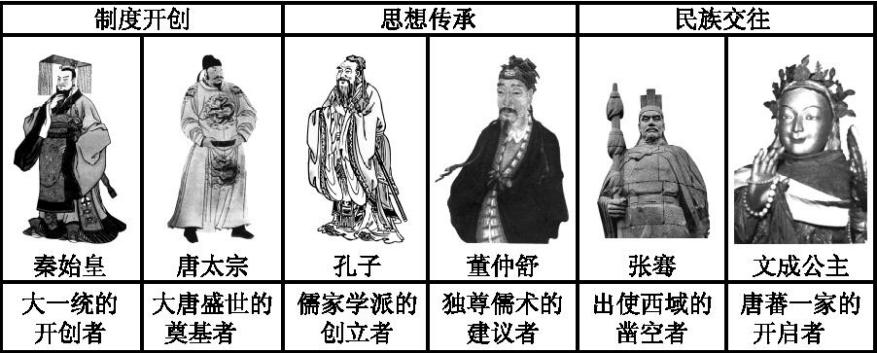 制度开创 思想传承 民族交往
秦始皇 唐太宗 孔子 董仲舒 张骞 文成公主
大一统的 大唐盛世的 儒家学派的 独尊儒术的 出使西域的 唐蕃一家的
开创者 奠基者 创立者 建议者 凿空者 开启者